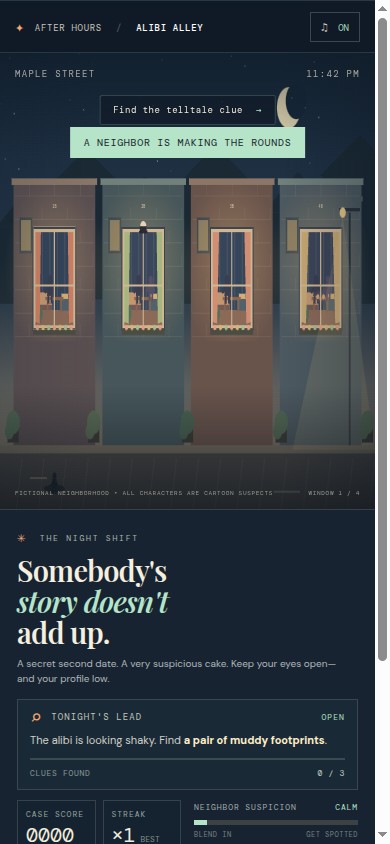 AFTER HOURS / ALIBI ALLEY
♫ ON
MAPLE STREET
11:42 PM
Find the telltale clue →
A NEIGHBOR IS MAKING THE ROUNDS
FICTIONAL NEIGHBORHOOD • ALL CHARACTERS ARE CARTOON SUSPECTS
WINDOW 1 / 4
THE NIGHT SHIFT
Somebody's
story doesn't
add up.
A secret second date. A very suspicious cake. Keep your eyes open—
and your profile low.
TONIGHT'S LEAD
OPEN
The alibi is looking shaky. Find a pair of muddy footprints.
CLUES FOUND
0 / 3
CASE SCORE
0000
STREAK
×1 BEST
NEIGHBOR SUSPICION
CALM
BLEND IN
GET SPOTTED